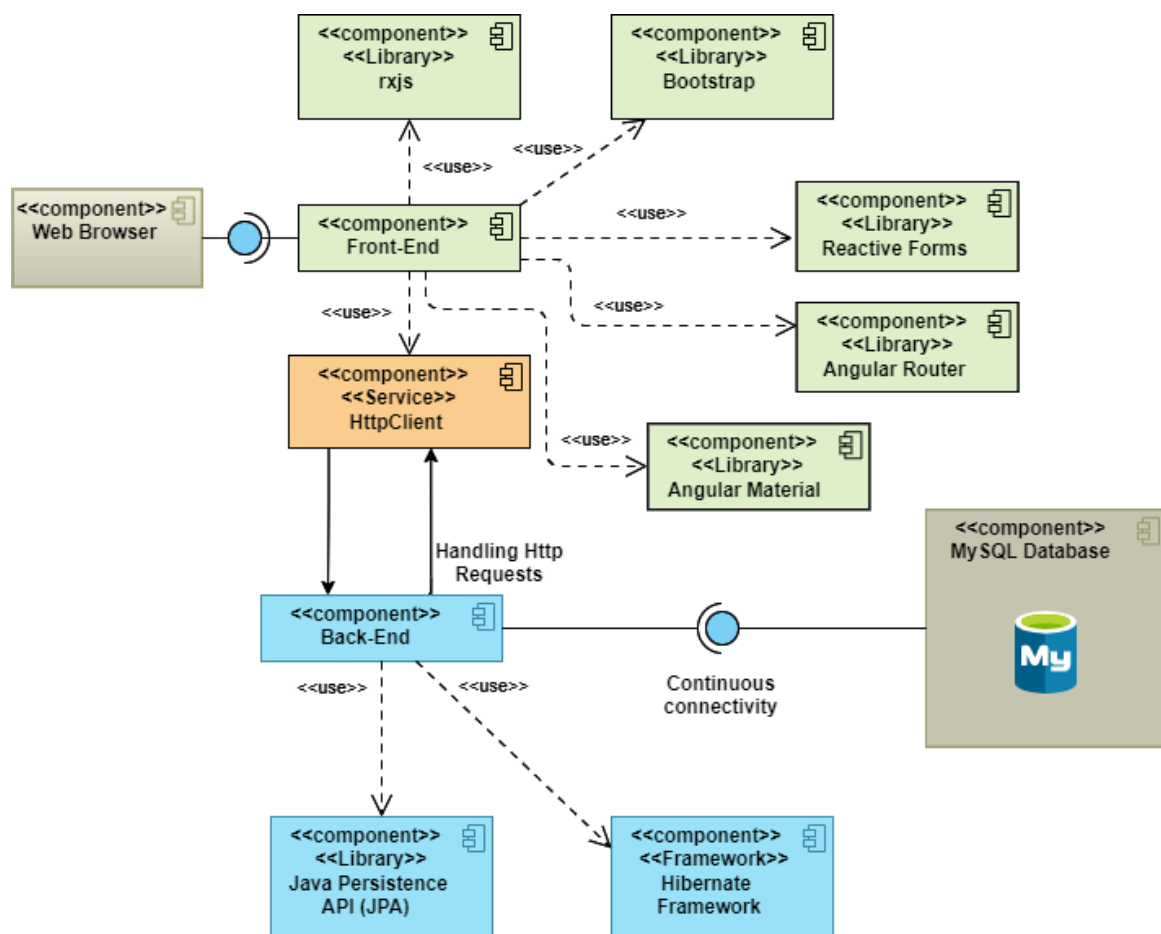 <<component>>
<<Library>>
rxjs
<<component>>
<<Library>>
Bootstrap
<<use>>
<<use>>
<<component>>
Web Browser
<<component>>
Front-End
<<use>>
<<component>>
<<Library>>
Reactive Forms
<<use>>
<<use>>
<<component>>
<<Library>>
Angular Router
<<component>>
<<Service>>
HttpClient
<<use>>
<<component>>
<<Library>>
Angular Material
Handling Http
Requests
<<component>>
MySQL Database
My
<<component>>
Back-End
Continuous
connectivity
<<use>>
<<use>>
<<component>>
<<Library>>
Java Persistence
API (JPA)
<<component>>
<<Framework>>
Hibernate
Framework